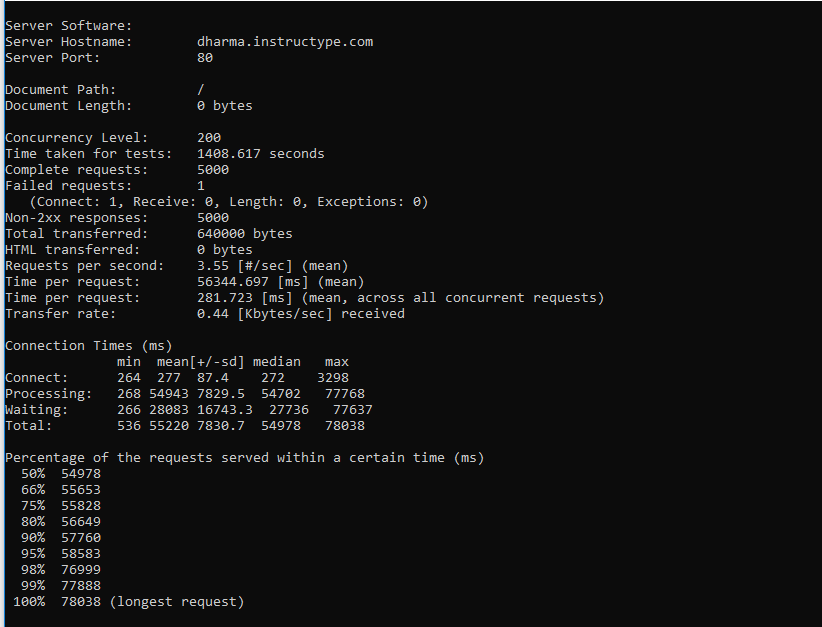 Server Software:
Server Hostname:        dharma.instructype.com
Server Port:            80
Document Path:          /
Document Length:        0 bytes
Concurrency Level:      200
Time taken for tests:   1408.617 seconds
Complete requests:      5000
Failed requests:        1
   (Connect: 1, Receive: 0, Length: 0, Exceptions: 0)
Non-2xx responses:      5000
Total transferred:      640000 bytes
HTML transferred:       0 bytes
Requests per second:    3.55 [#/sec] (mean)
Time per request:       56344.697 [ms] (mean)
Time per request:       281.723 [ms] (mean, across all concurrent requests)
Transfer rate:          0.44 [Kbytes/sec] received
Connection Times (ms)
              min  mean[+/-sd] median   max
Connect:      264  277  87.4    272    3298
Processing:   268 54943 7829.5  54702   77768
Waiting:      266 28083 16743.3  27736   77637
Total:        536 55220 7830.7  54978   78038
Percentage of the requests served within a certain time (ms)
  50%  54978
  66%  55653
  75%  55828
  80%  56649
  90%  57760
  95%  58583
  98%  76999
  99%  77888
 100%  78038 (longest request)